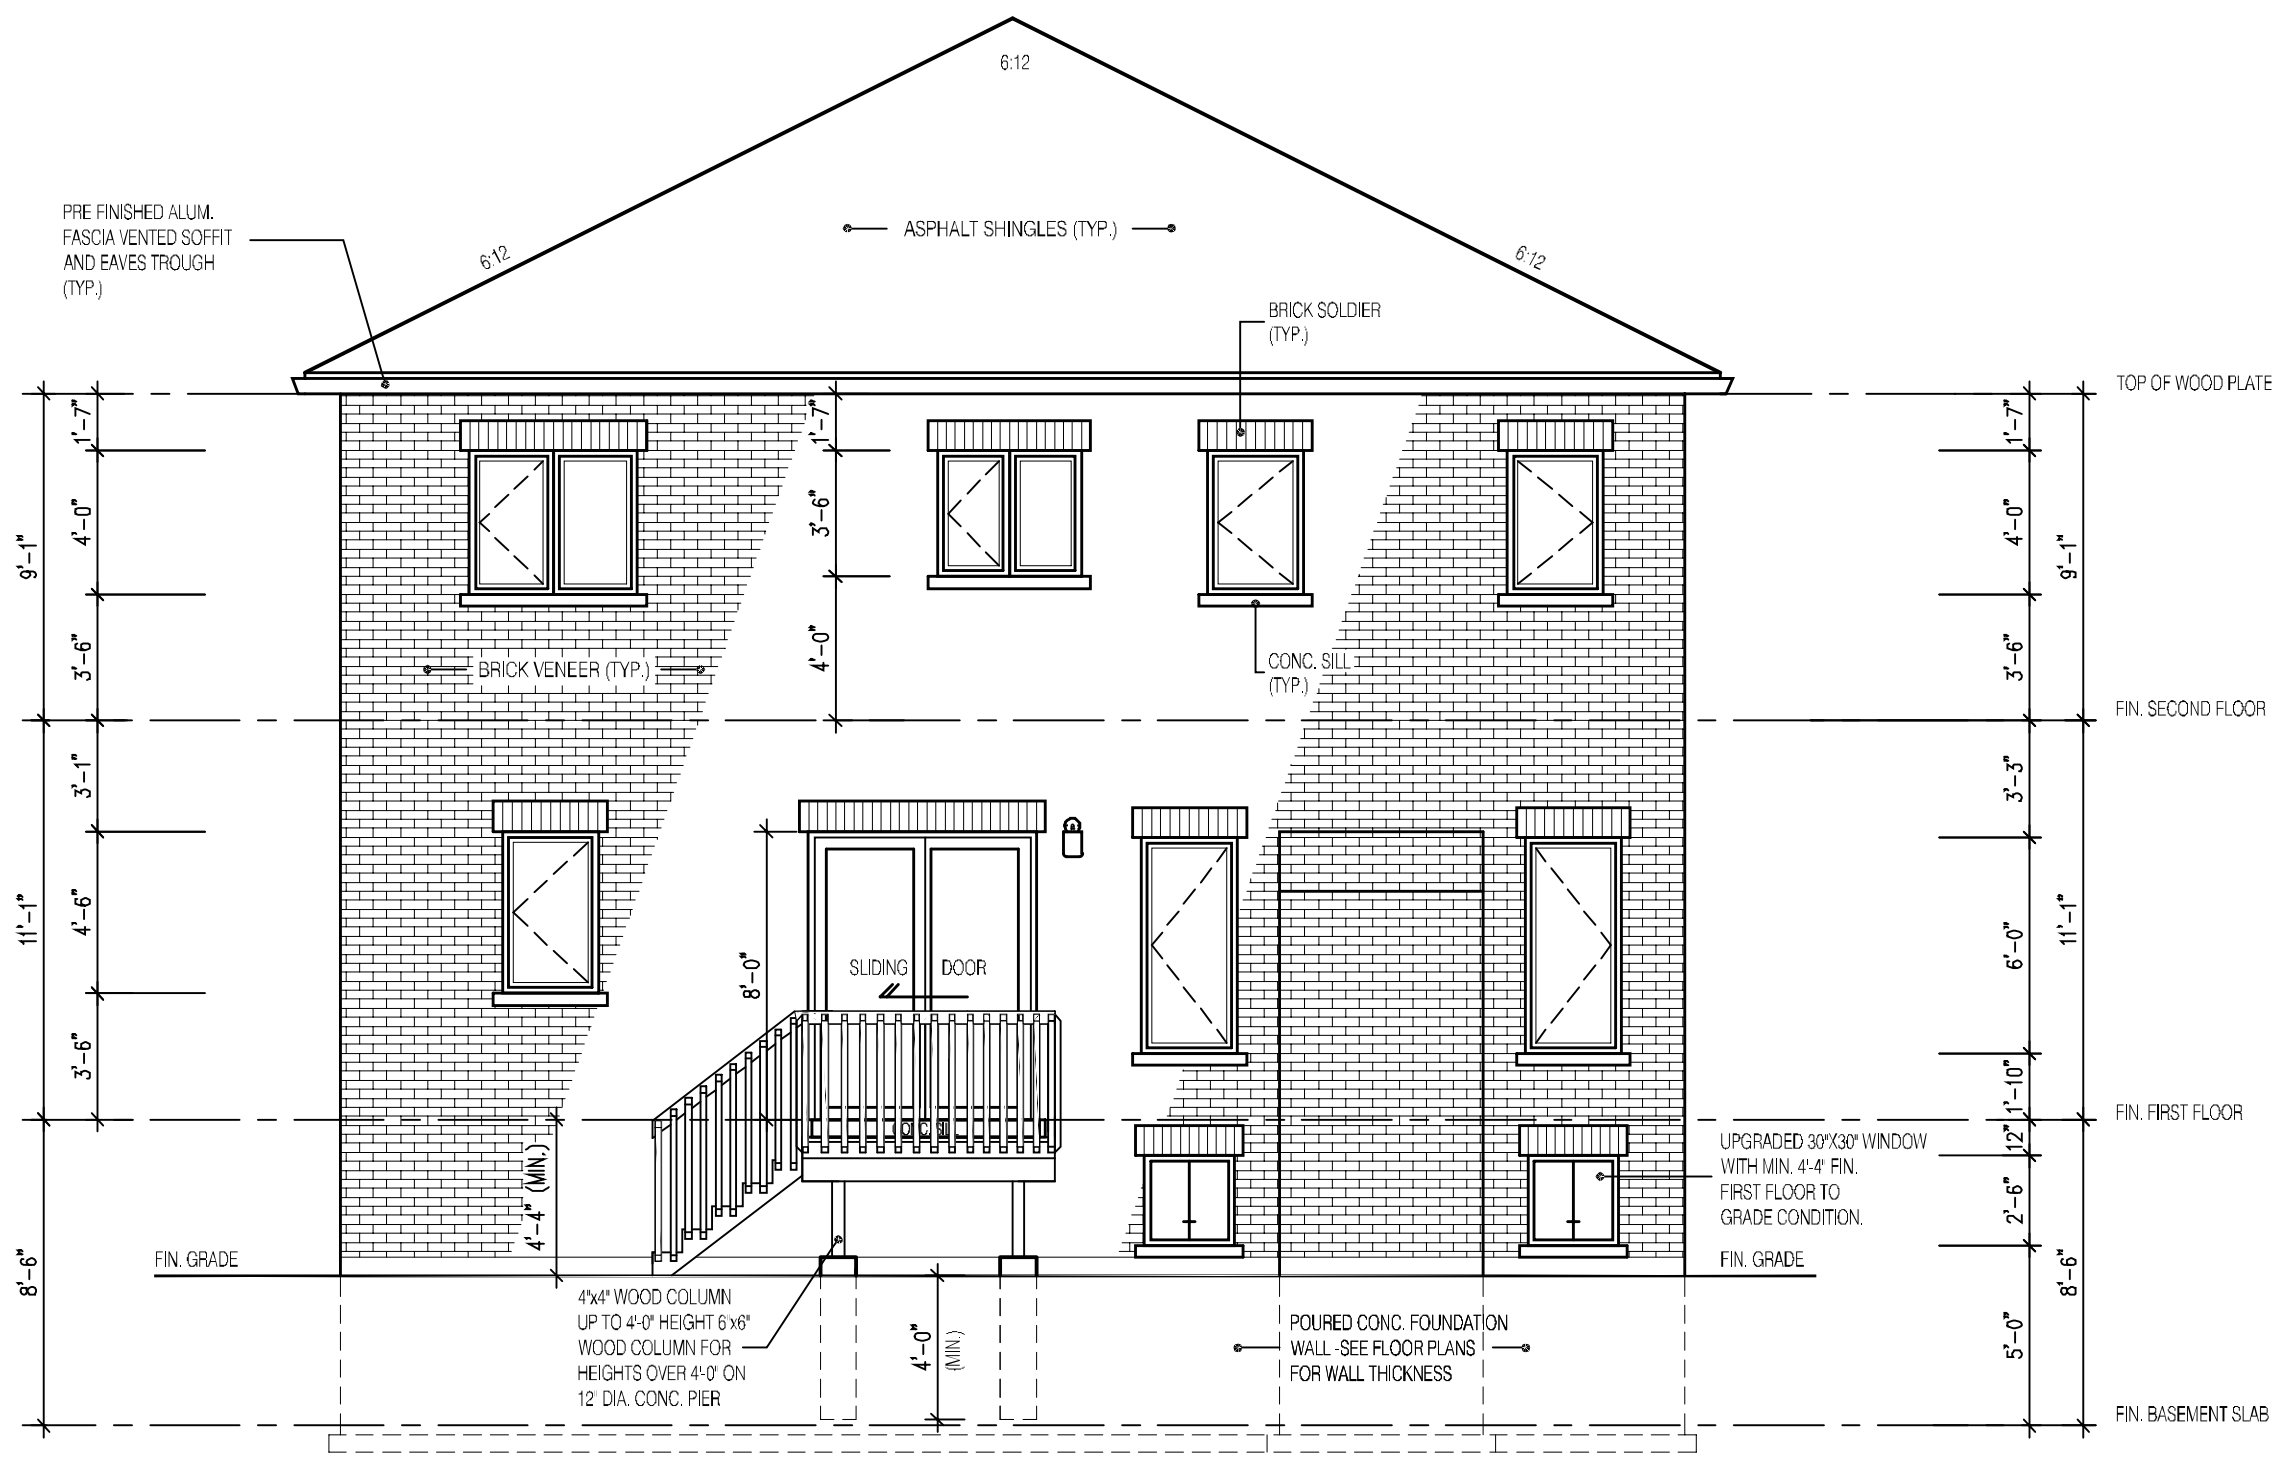 6:12
PRE FINISHED ALUM.
FASCIA VENTED SOFFIT
AND EAVES TROUGH
(TYP.)
6:12
ASPHALT SHINGLES (TYP.)
6:12
BRICK SOLDIER
(TYP.)
TOP OF WOOD PLATE
1'-7"
1'-7"
1'-7"
4'-0"
3'-6"
4'-0"
9'-1"
9'-1"
3'-6"
BRICK VENEER (TYP.)
4'-0"
CONC. SILL
(TYP.)
3'-6"
FIN. SECOND FLOOR
3'-1"
3'-3"
11'-1"
4'-6"
8'-0"
SLIDING DOOR
6'-0"
11'-1"
3'-6"
1'-10"
FIN. FIRST FLOOR
CONC. SILL
4'-4" (MIN.)
12"
UPGRADED 30"X30" WINDOW
WITH MIN. 4'-4" FIN.
FIRST FLOOR TO
GRADE CONDITION.
2'-6"
FIN. GRADE
FIN. GRADE
8'-6"
8'-6"
4"x4" WOOD COLUMN
UP TO 4'-0" HEIGHT 6"x6"
WOOD COLUMN FOR
HEIGHTS OVER 4'-0" ON
12" DIA. CONC. PIER
4'-0"
(MIN.)
POURED CONC. FOUNDATION
WALL -SEE FLOOR PLANS
FOR WALL THICKNESS
5'-0"
FIN. BASEMENT SLAB